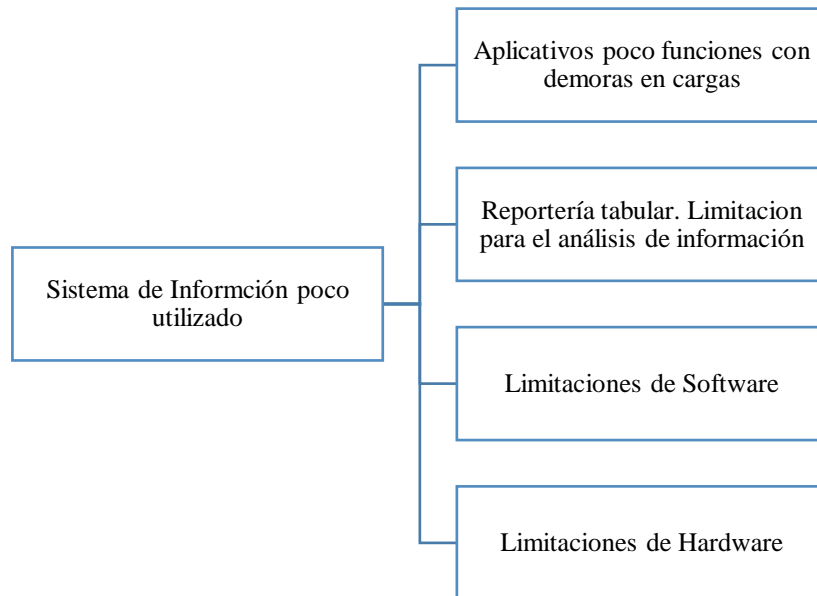 Aplicativos poco funciones con
demoras en cargas
Reportería tabular. Limitacion
para el análisis de información
Sistema de Informción poco
utilizado
Limitaciones de Software
Limitaciones de Hardware